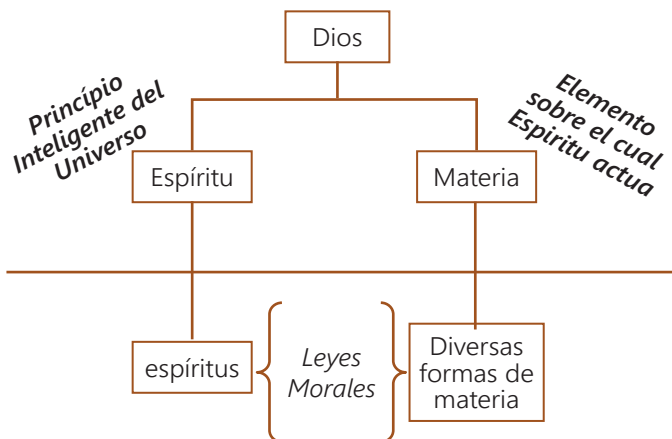 Dios
Princípio
Inteligente del
Universo
Elemento
sobre el cual
Espiritu actua
Espíritu
Materia
espíritus
Leyes
Morales
Diversas
formas de
materia